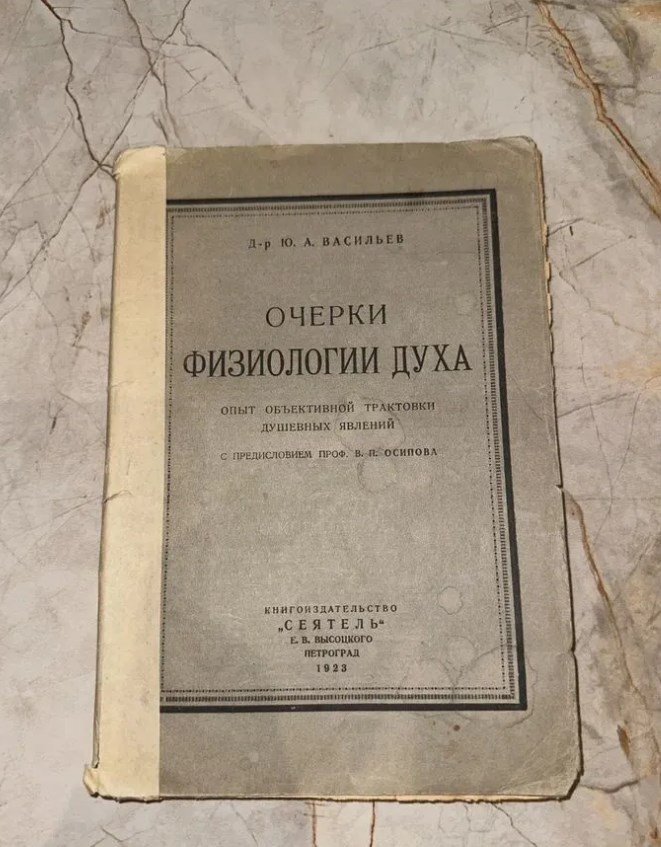 Д-р Ю. А. ВАСИЛЬЕВ
ОЧЕРКИ
ФИЗИОЛОГИИ ДУХА
ОПЫТ ОБЪЕКТИВНОЙ ТРАКТОВКИ
ДУШЕВНЫХ ЯВЛЕНИЙ
С ПРЕДИСЛОВИЕМ ПРОФ. В. П. ОСИПОВА
КНИГОИЗДАТЕЛЬСТВО
„СЕЯТЕЛЬ“
Е. В. ВЫСОЦКОГО
ПЕТРОГРАД
1923